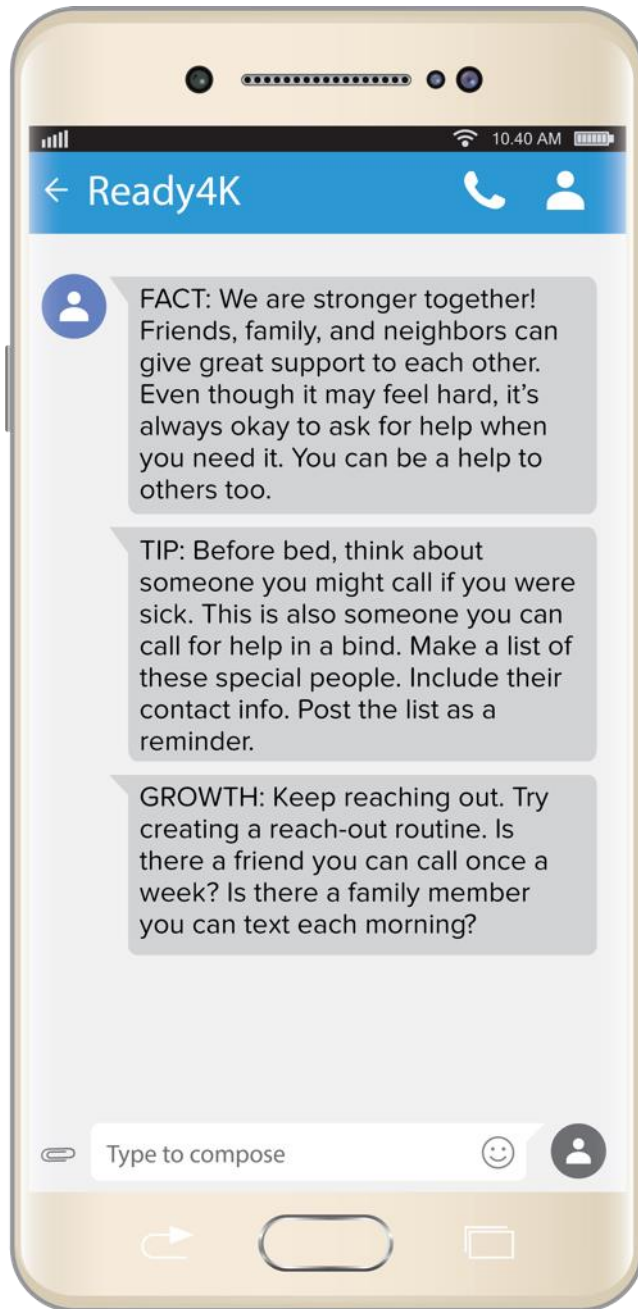 10.40 AM
Ready4K
FACT: We are stronger together!
Friends, family, and neighbors can
give great support to each other.
Even though it may feel hard, it's
always okay to ask for help when
you need it. You can be a help to
others too.
TIP: Before bed, think about
someone you might call if you were
sick. This is also someone you can
call for help in a bind. Make a list of
these special people. Include their
contact info. Post the list as a
reminder.
GROWTH: Keep reaching out. Try
creating a reach-out routine. Is
there a friend you can call once a
week? Is there a family member
you can text each morning?
Type to compose